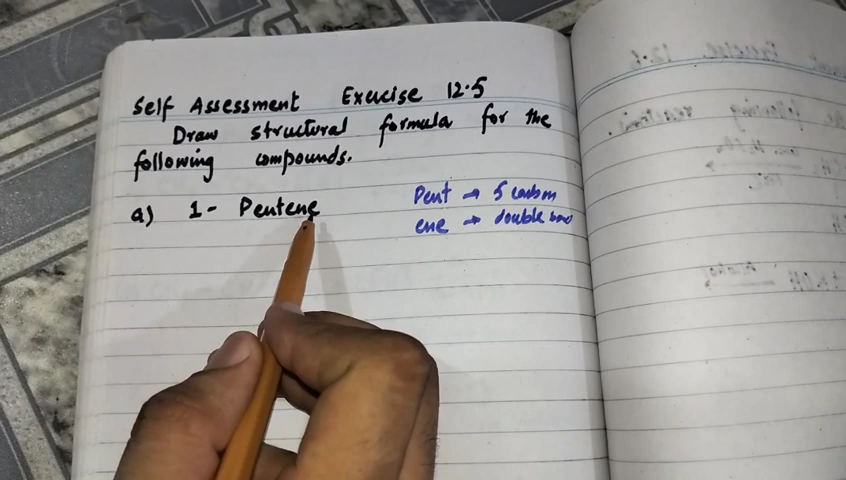 Self Assessment Exercise 12.5
Draw structural formula for the
following compounds.
a) 1- Pentene
Pent → 5 carbon
ene → double bond